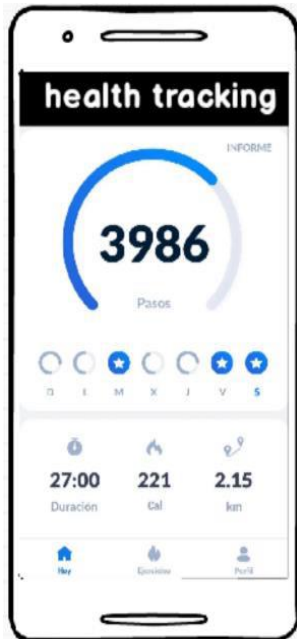 health tracking
INFORME
3986
Pasos
D L M X J V S
27:00 221 2.15
Duración Cal km
Hoy Ejercicios Perfil